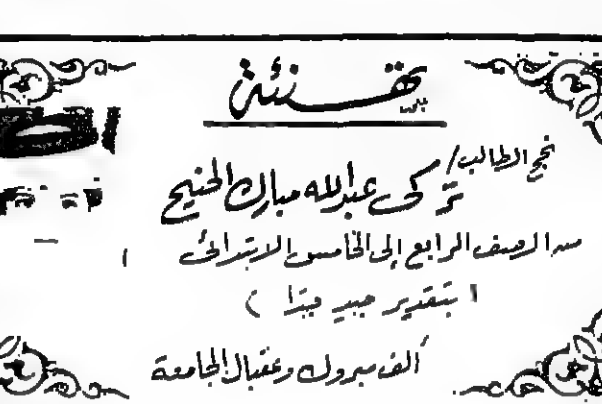 تهنئة
نجح الطالب/
تركي عبدالله مبارك الحنيح
من الصف الرابع إلى الخامس الابتدائي
( بتقدير جيد جدا )
ألف مبروك وعقبال الجامعة